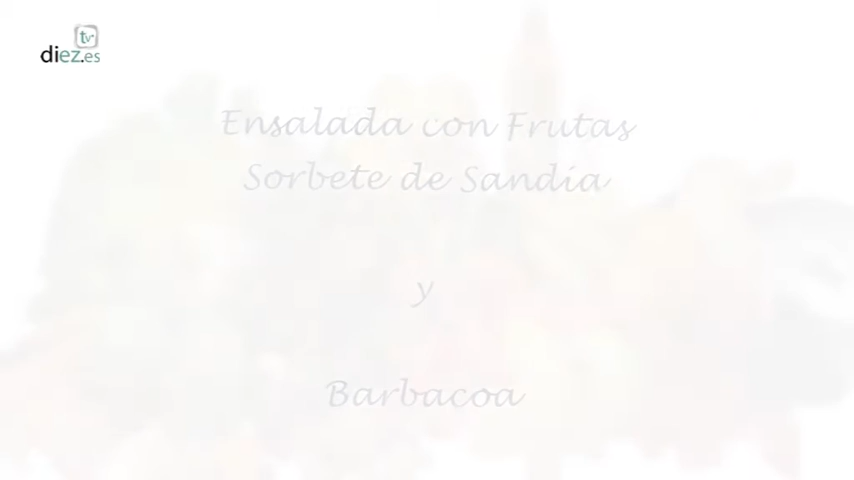 tv
diez.es
Ensalada con Frutas
Sorbete de Sandía
y
Barbacoa